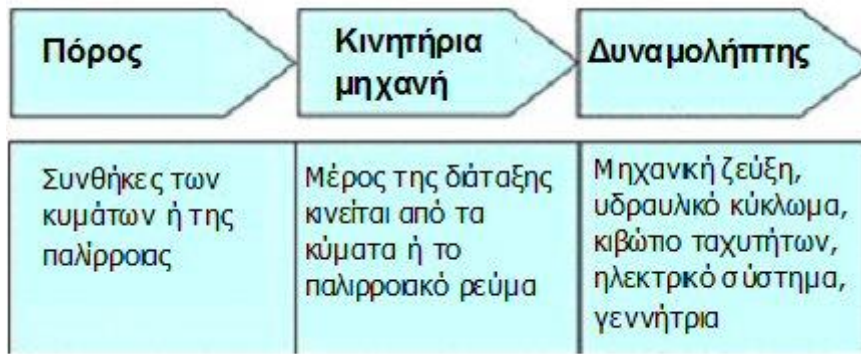 Πόρος
Κινητήρια
μηχανή
Δυναμολήπτης
Συνθήκες των
κυμάτων ή της
παλίρροιας
Μέρος της διάταξης
κινείται από τα
κύματα ή το
παλιρροιακό ρεύμα
Μηχανική ζεύξη,
υδραυλικό κύκλωμα,
κιβώτιο ταχυτήτων,
ηλεκτρικό σύστημα,
γεννήτρια